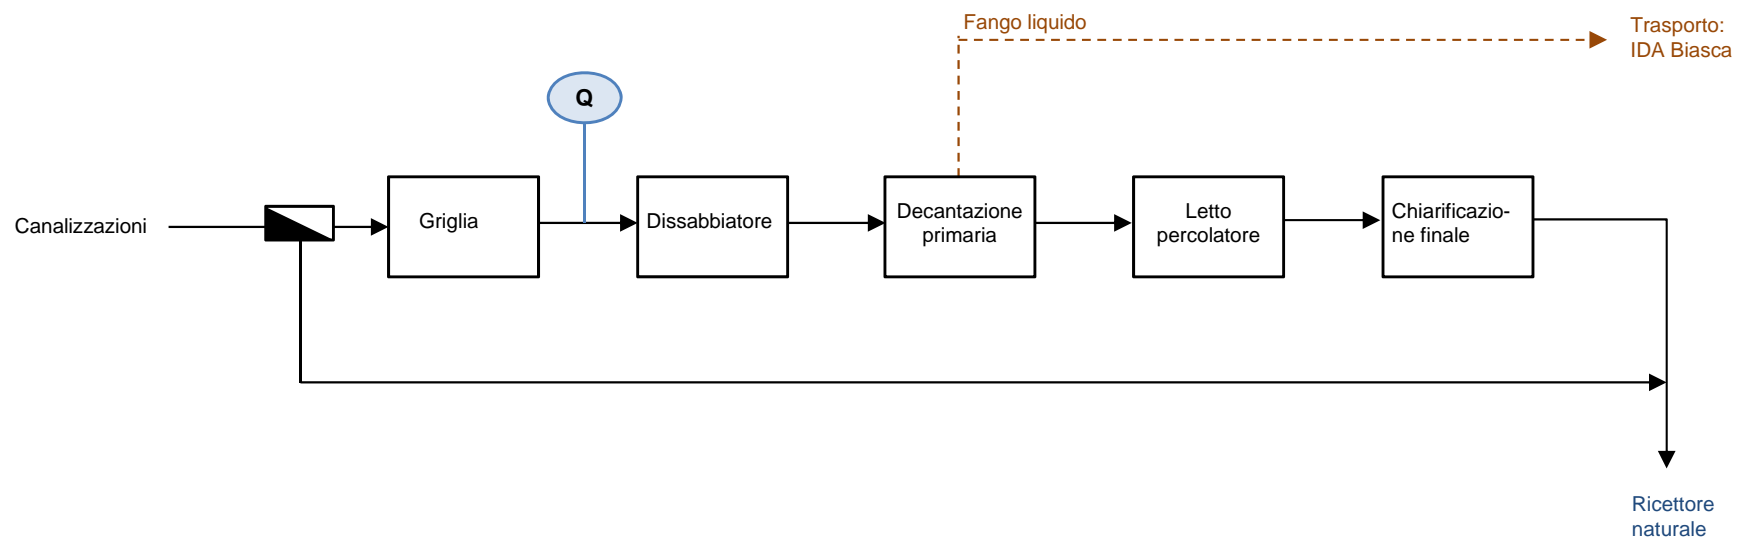 Fango liquido
Trasporto:
IDA Biasca
Q
Canalizzazioni
Griglia
Dissabbiatore
Decantazione
primaria
Letto
percolatore
Chiarificazio-
ne finale
Ricettore
naturale